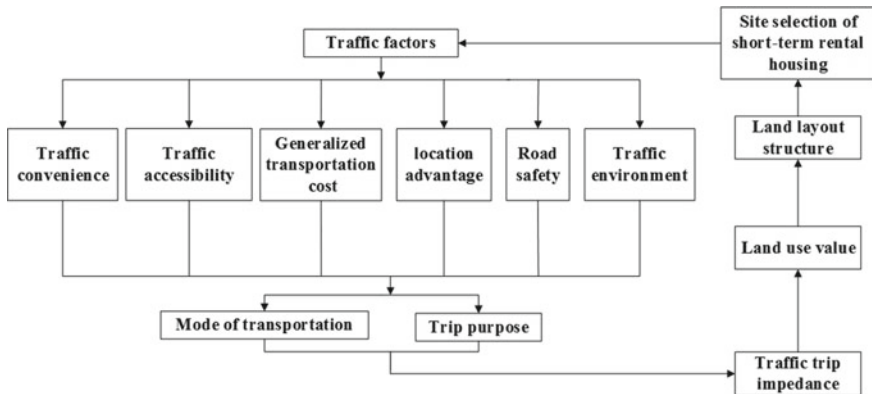 Traffic factors
Site selection of
short-term rental
housing
Traffic
convenience
Traffic
accessibility
Generalized
transportation
cost
location
advantage
Road
safety
Traffic
environment
Land layout
structure
Land use value
Mode of transportation
Trip purpose
Traffic trip
impedance